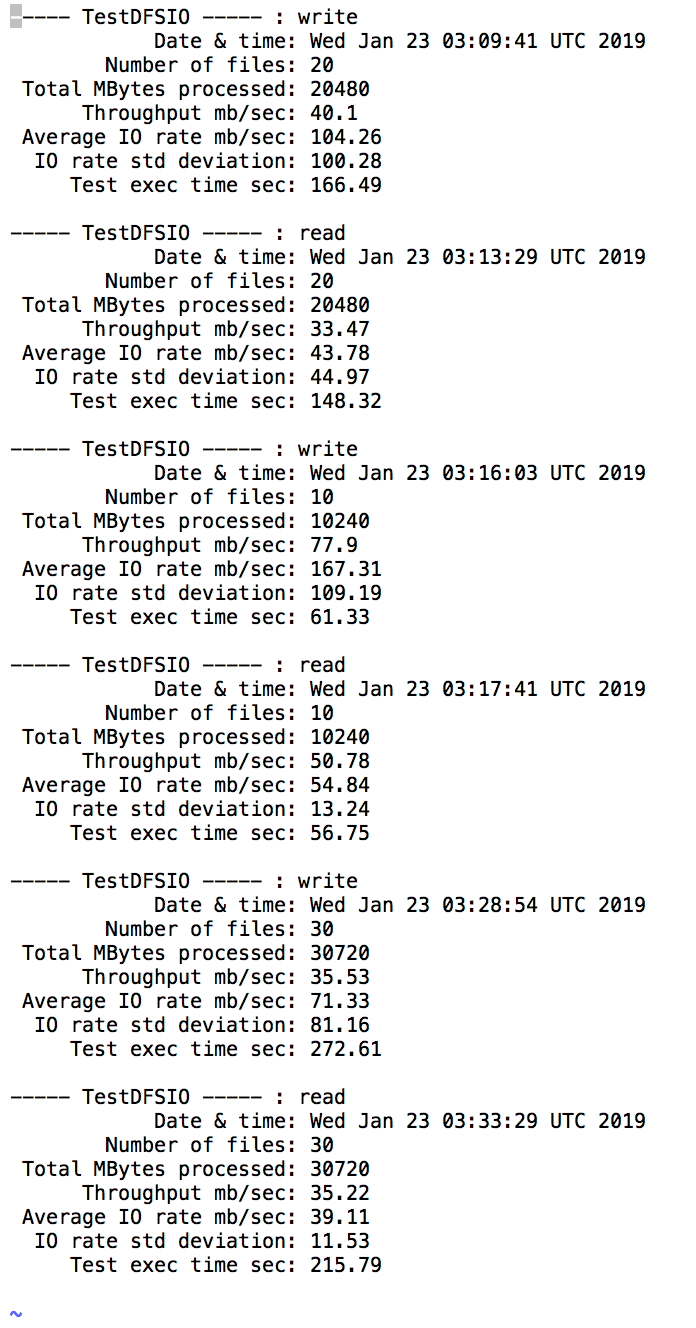 ----- TestDFSIO ----- : write
            Date & time: Wed Jan 23 03:09:41 UTC 2019
        Number of files: 20
 Total MBytes processed: 20480
      Throughput mb/sec: 40.1
 Average IO rate mb/sec: 104.26
  IO rate std deviation: 100.28
     Test exec time sec: 166.49

----- TestDFSIO ----- : read
            Date & time: Wed Jan 23 03:13:29 UTC 2019
        Number of files: 20
 Total MBytes processed: 20480
      Throughput mb/sec: 33.47
 Average IO rate mb/sec: 43.78
  IO rate std deviation: 44.97
     Test exec time sec: 148.32

----- TestDFSIO ----- : write
            Date & time: Wed Jan 23 03:16:03 UTC 2019
        Number of files: 10
 Total MBytes processed: 10240
      Throughput mb/sec: 77.9
 Average IO rate mb/sec: 167.31
  IO rate std deviation: 109.19
     Test exec time sec: 61.33

----- TestDFSIO ----- : read
            Date & time: Wed Jan 23 03:17:41 UTC 2019
        Number of files: 10
 Total MBytes processed: 10240
      Throughput mb/sec: 50.78
 Average IO rate mb/sec: 54.84
  IO rate std deviation: 13.24
     Test exec time sec: 56.75

----- TestDFSIO ----- : write
            Date & time: Wed Jan 23 03:28:54 UTC 2019
        Number of files: 30
 Total MBytes processed: 30720
      Throughput mb/sec: 35.53
 Average IO rate mb/sec: 71.33
  IO rate std deviation: 81.16
     Test exec time sec: 272.61

----- TestDFSIO ----- : read
            Date & time: Wed Jan 23 03:33:29 UTC 2019
        Number of files: 30
 Total MBytes processed: 30720
      Throughput mb/sec: 35.22
 Average IO rate mb/sec: 39.11
  IO rate std deviation: 11.53
     Test exec time sec: 215.79

~